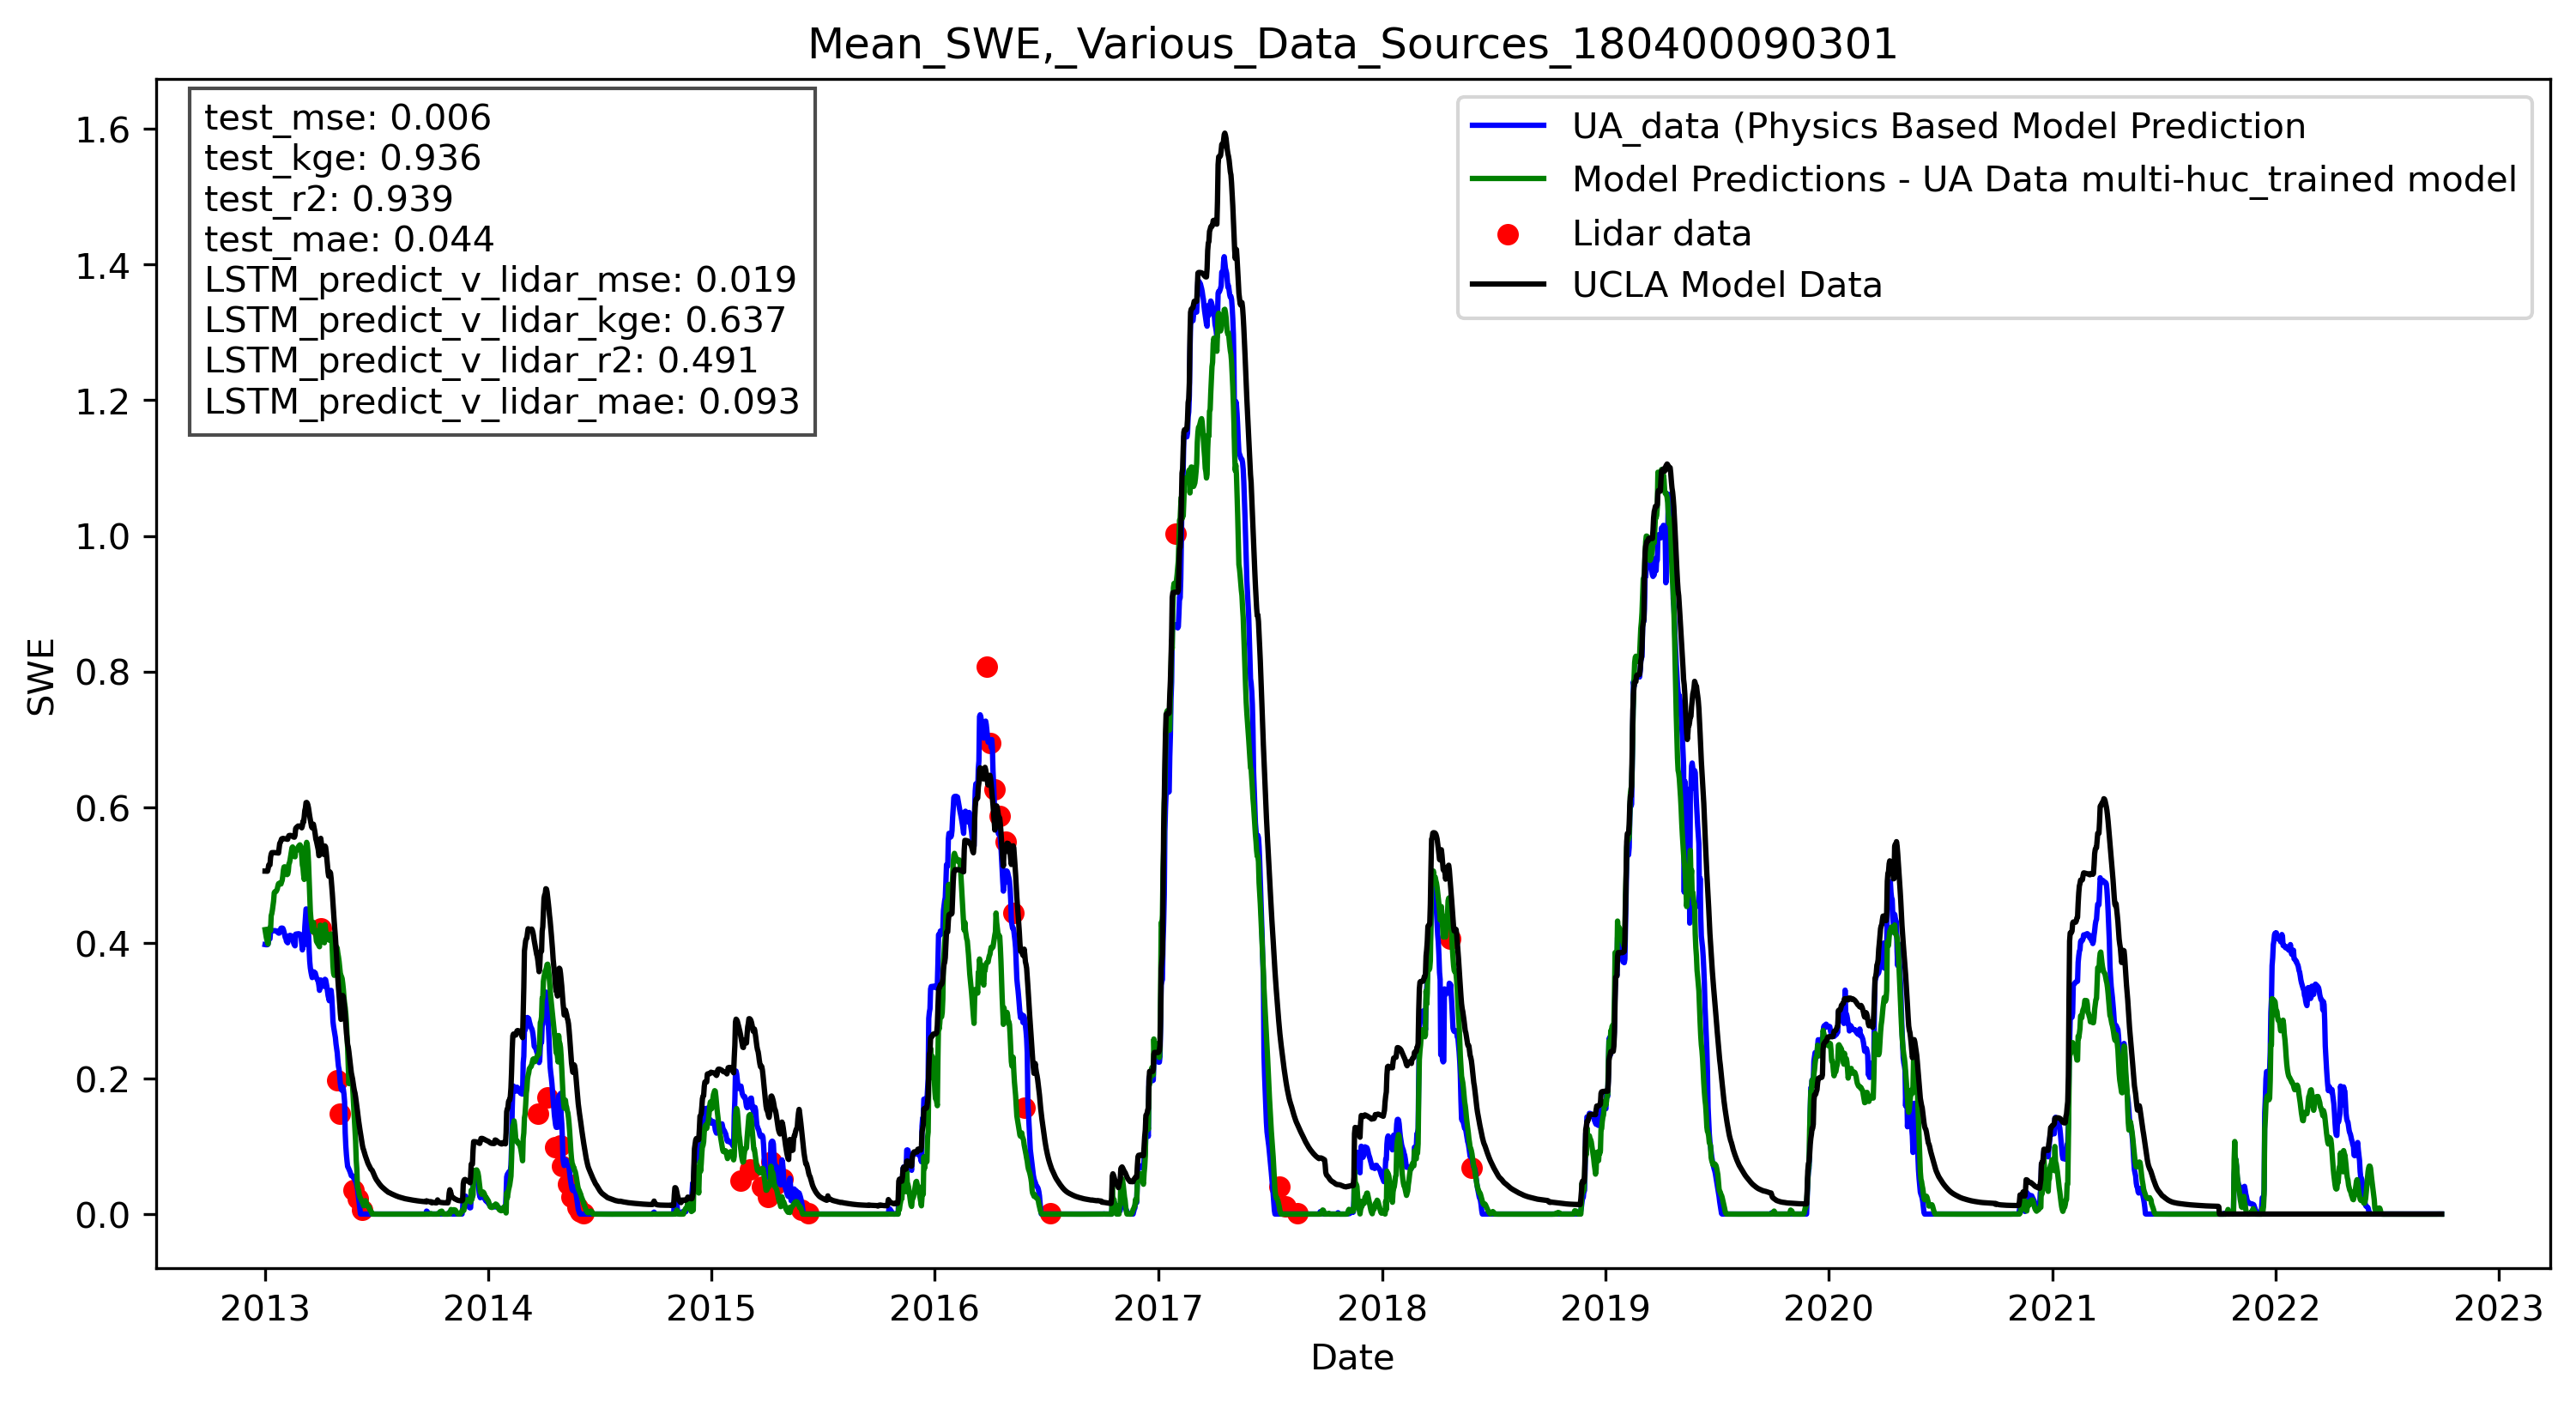 Mean_SWE,_Various_Data_Sources_180400090301
test_mse: 0.006
test_kge: 0.936
test_r2: 0.939
test_mae: 0.044
LSTM_predict_v_lidar_mse: 0.019
LSTM_predict_v_lidar_kge: 0.637
LSTM_predict_v_lidar_r2: 0.491
LSTM_predict_v_lidar_mae: 0.093
UA_data (Physics Based Model Prediction
Model Predictions - UA Data multi-huc_trained model
Lidar data
UCLA Model Data
SWE
1.6
1.4
1.2
1.0
0.8
0.6
0.4
0.2
0.0
2013 2014 2015 2016 2017 2018 2019 2020 2021 2022 2023
Date